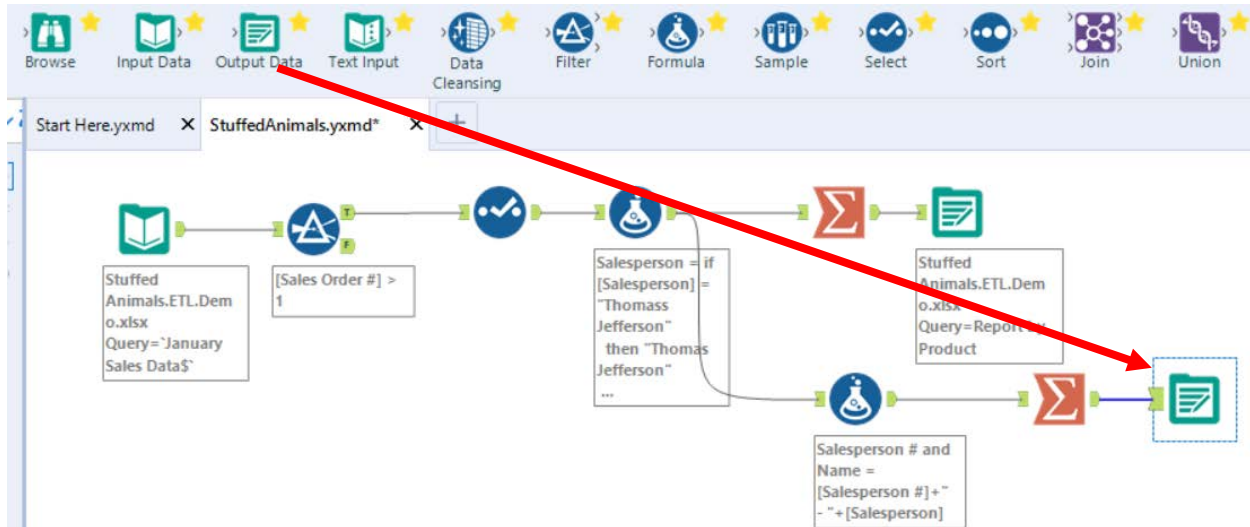 Browse
Input Data
Output Data
Text Input
Data
Cleansing
Filter
Formula
Sample
Select
Sort
Join
Union
Start Here.yxmd X
StuffedAnimals.yxmd* X
+
T
F
Stuffed
Animals.ETL.Dem
o.xlsx
Query=`January
Sales Data$`
[Sales Order #] >
1
Salesperson = if
[Salesperson] =
"Thomass
Jefferson"
then "Thomas
Jefferson"
...
Stuffed
Animals.ETL.Dem
o.xlsx
Query=Report by
Product
Salesperson # and
Name =
[Salesperson #]+"
- "+[Salesperson]